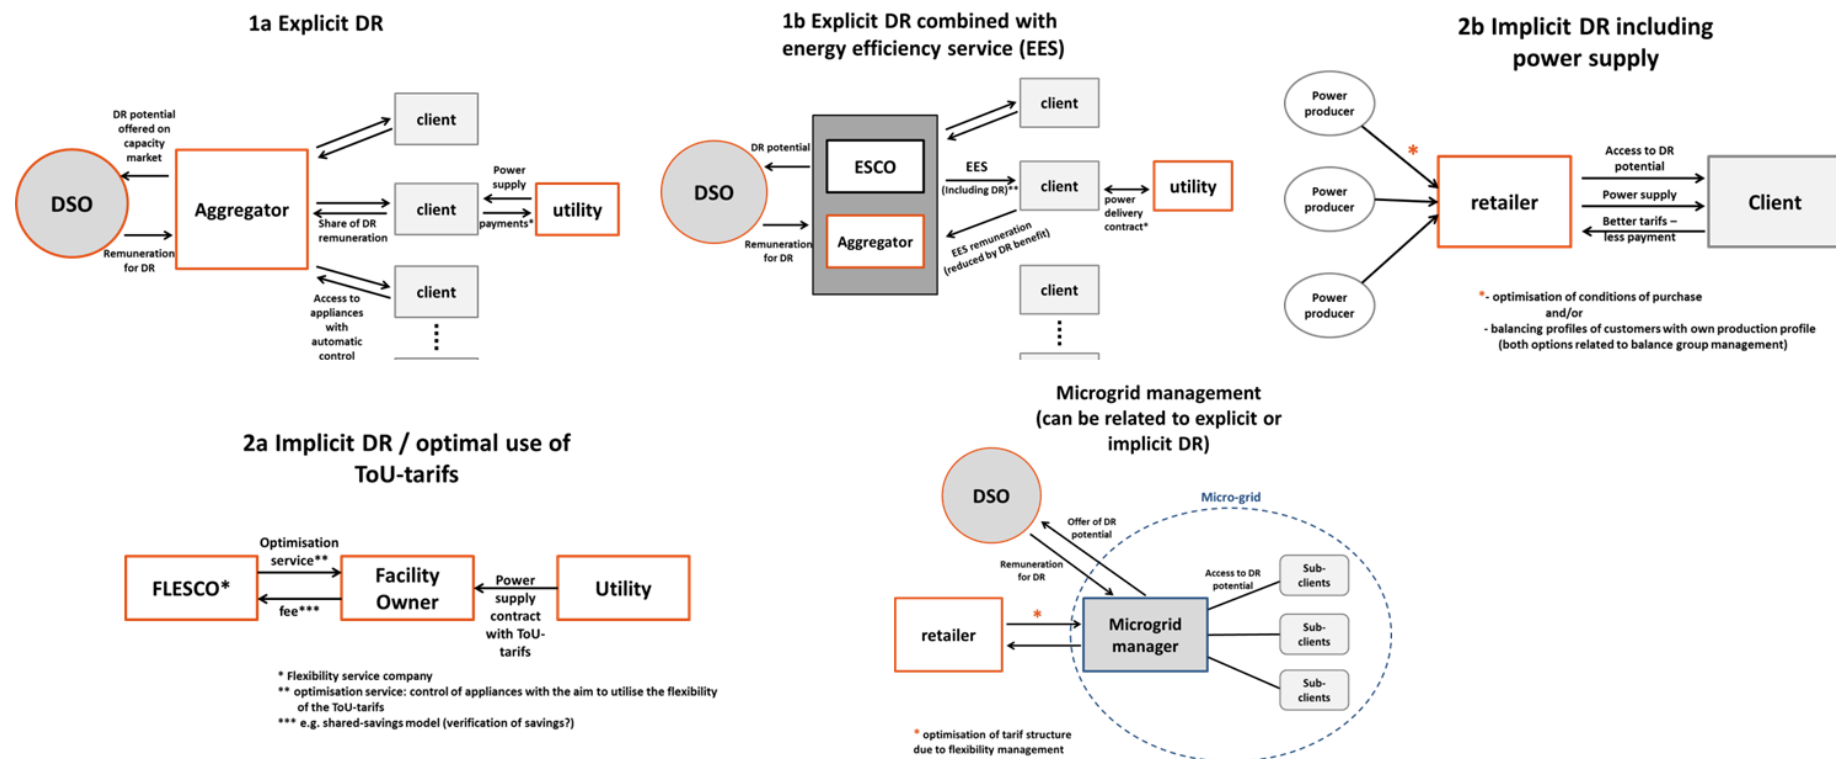 1a Explicit DR
DR potential
offered on
capacity
market
DSO
Remuneration
for DR
Aggregator
client
client
client
Share of DR
remuneration
Access to
appliances
with
automatic
control
Power
supply
payments*
utility
1b Explicit DR combined with
energy efficiency service (EES)
DSO
DR potential
Remuneration
for DR
ESCO
Aggregator
EES
(Including DR)**
EES remuneration
(reduced by DR benefit)
client
client
client
power
delivery
contract*
utility
2b Implicit DR including
power supply
Power
producer
Power
producer
Power
producer
*
retailer
Access to DR
potential
Power supply
Better tarifs –
less payment
Client
*- optimisation of conditions of purchase
and/or
- balancing profiles of customers with own production profile
(both options related to balance group management)
2a Implicit DR / optimal use of
ToU-tarifs
FLESCO*
Optimisation
service**
fee***
Facility
Owner
Power
supply
contract
with ToU-
tarifs
Utility
* Flexibility service company
** optimisation service: control of appliances with the aim to utilise the flexibility
of the ToU-tarifs
*** e.g. shared-savings model (verification of savings?)
Microgrid management
(can be related to explicit or
implicit DR)
DSO
Offer of DR
potential
Remuneration
for DR
Micro-grid
retailer
*
Microgrid
manager
Access to DR
potential
Sub-
clients
Sub-
clients
Sub-
clients
* optimisation of tarif structure
due to flexibility management